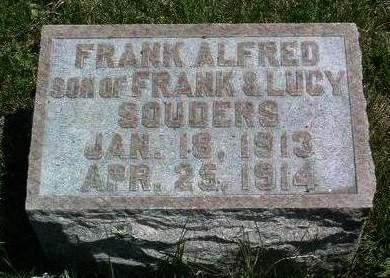 FRANK ALFRED
SON OF FRANK & LUCY
SOUDERS
JAN. 18, 1913
APR. 25, 1914